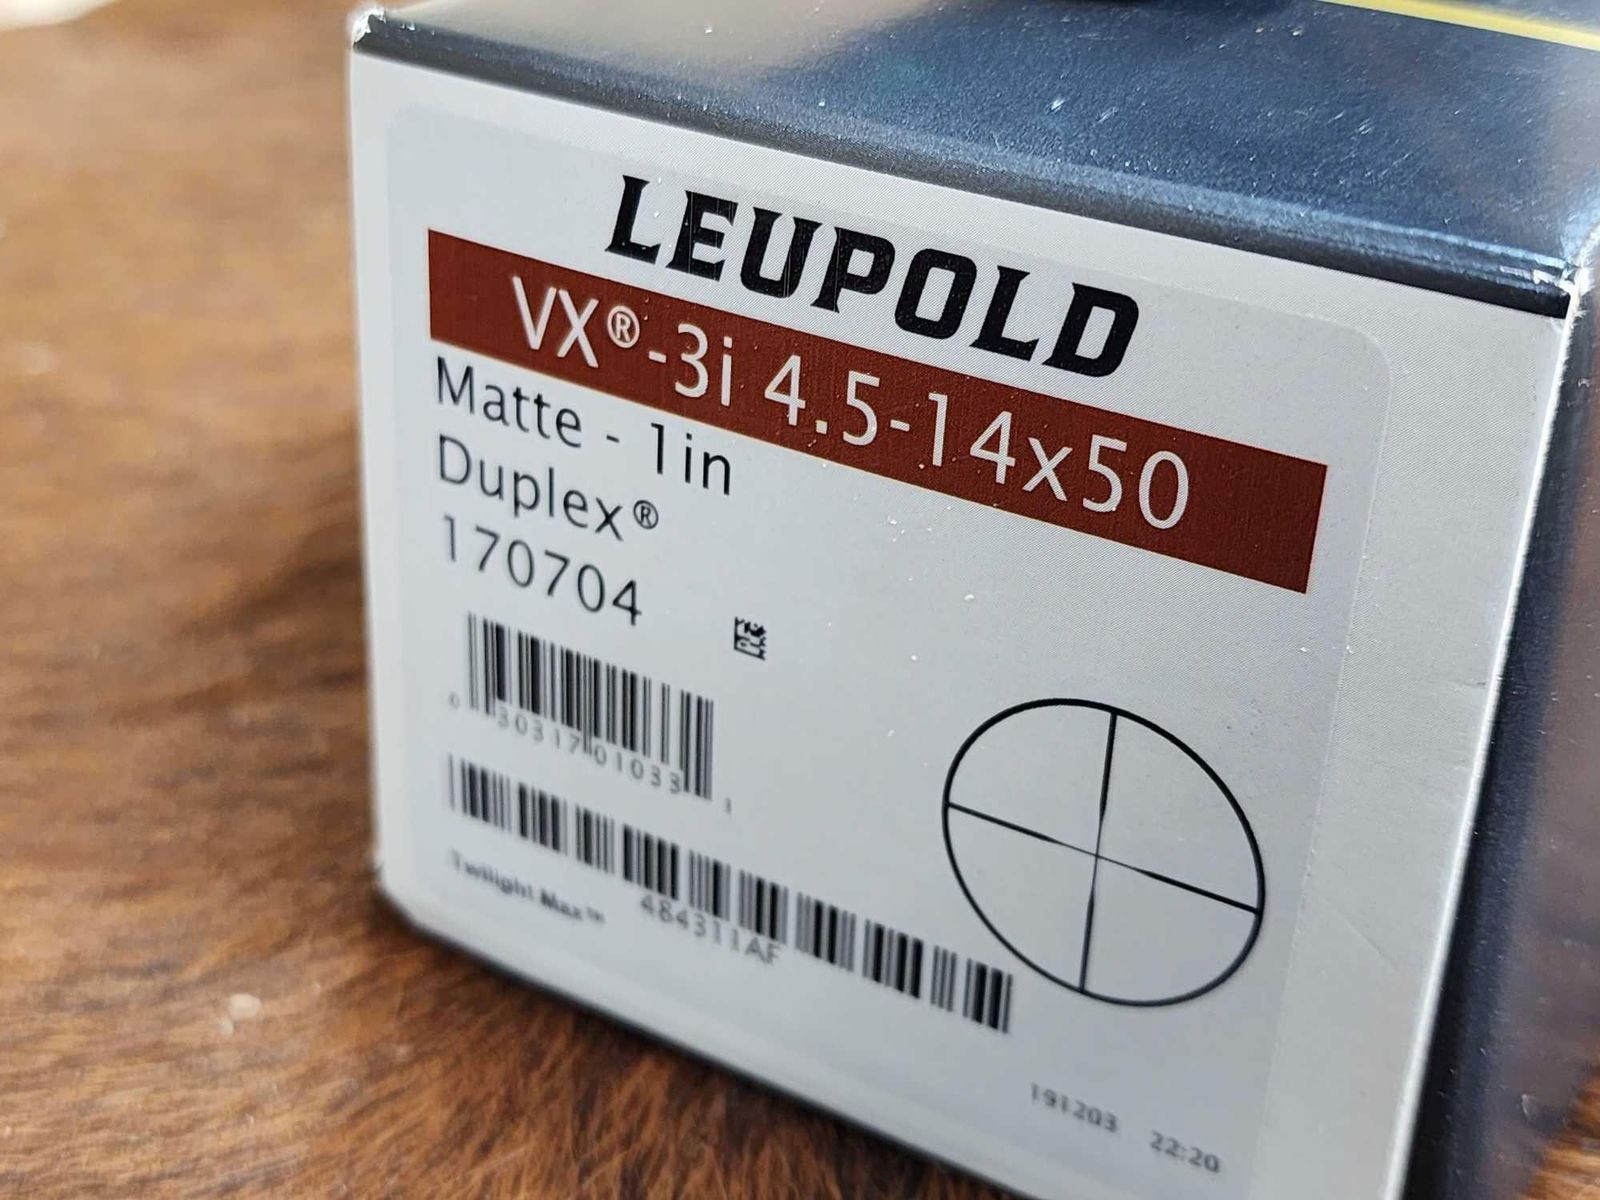 LEUPOLD
VX®-3i 4.5-14x50
Matte - 1in
Duplex®
170704
0 30317 01033 1
484311AF
Twilight Max™
191203 22:20